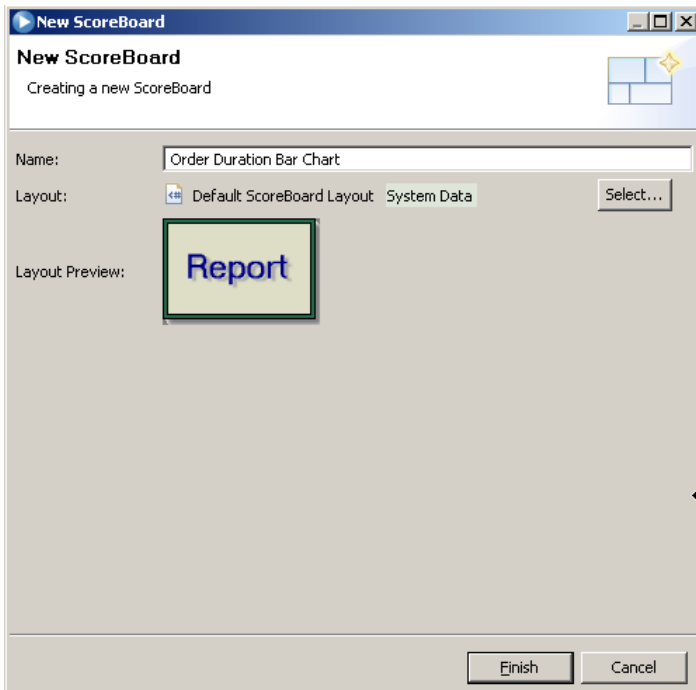 New ScoreBoard
New ScoreBoard
Creating a new ScoreBoard
Name: Order Duration Bar Chart
Layout: Default ScoreBoard Layout System Data Select...
Layout Preview: Report
Finish Cancel